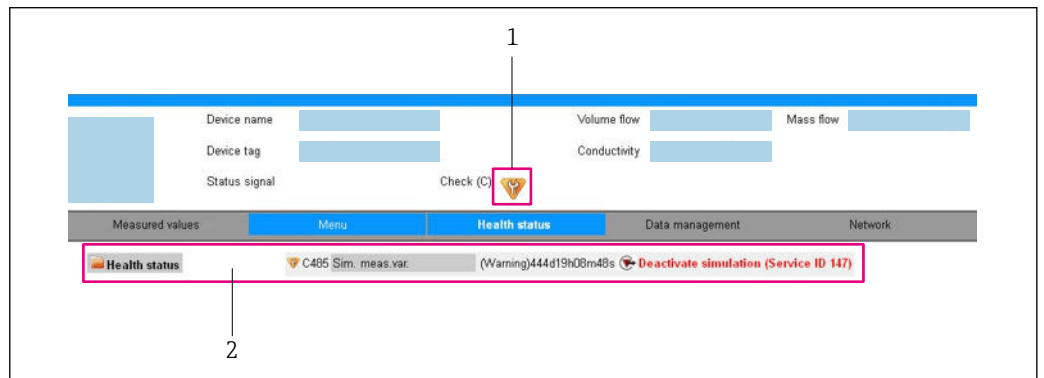 1
Device name Volume flow Mass flow
Device tag Conductivity
Status signal Check (C)
Measured values Menu Health status Data management Network
Health status C485 Sim. meas.var. (Warning)444d19h08m48s Deactivate simulation (Service ID 147)
2